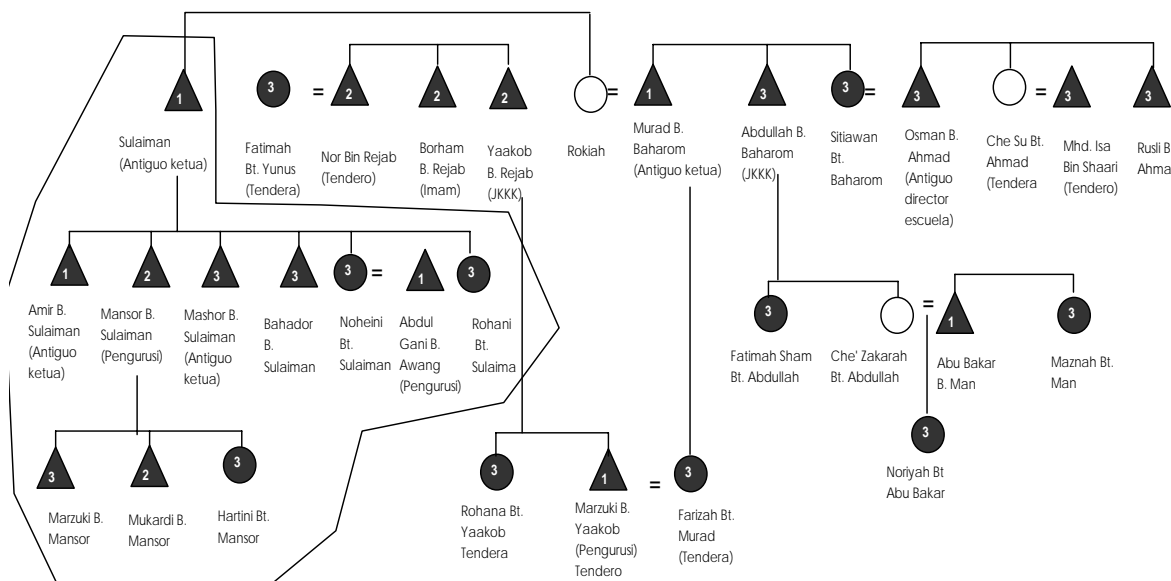 1
3
2
2
2
1
3
3
3
3
3
Sulaiman
(Antiguo ketua)
Fatimah
Bt. Yunus
(Tendera)
=
Nor Bin Rejab
(Tendero)
Borham
B. Rejab
(Imam)
Yaakob
B. Rejab
(JKKK)
Rokiah
=
Murad B.
Baharom
(Antiguo ketua)
Abdullah B.
Baharom
(JKKK)
Sitiawan
Bt.
Baharom
=
Osman B.
Ahmad
(Antiguo
director
escuela)
Che Su Bt.
Ahmad
(Tendera
=
Mhd. Isa
Bin Shaari
(Tendero)
Rusli B
Ahma
1
2
3
3
3
=
1
3
Amir B.
Sulaiman
(Antiguo
ketua)
Mansor B.
Sulaiman
(Pengurusi)
Mashor B.
Sulaiman
(Antiguo
ketua)
Bahador
B.
Sulaiman
Noheini
Bt.
Sulaiman
Abdul
Gani B.
Awang
(Pengurusi)
Rohani
Bt.
Sulaima
3
=
1
3
Fatimah Sham
Bt. Abdullah
Che' Zakarah
Bt. Abdullah
Abu Bakar
B. Man
Maznah Bt.
Man
3
2
3
Marzuki B.
Mansor
Mukardi B.
Mansor
Hartini Bt.
Mansor
3
1
=
3
Rohana Bt.
Yaakob
Tendera
Marzuki B.
Yaakob
(Pengurusi)
Tendero
Farizah Bt.
Murad
(Tendera)
3
Noriyah Bt
Abu Bakar